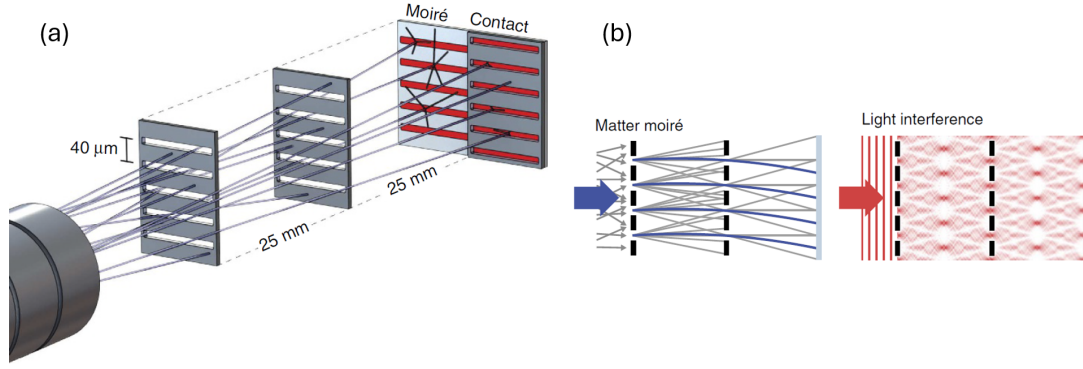 (a)
Moiré
Contact
40 µm
25 mm
25 mm
(b)
Matter moiré
Light interference